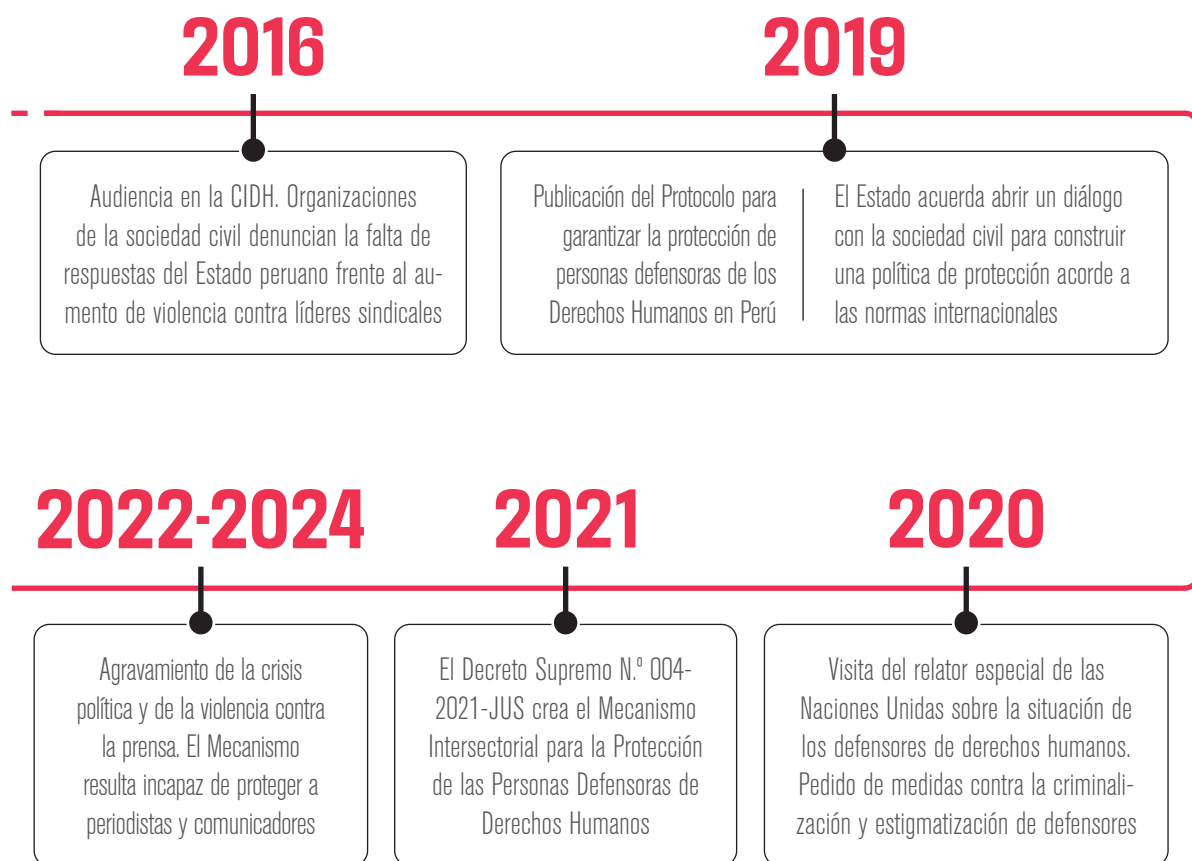 2016
Audiencia en la CIDH. Organizaciones
de la sociedad civil denuncian la falta de
respuestas del Estado peruano frente al au-
mento de violencia contra líderes sindicales
2019
Publicación del Protocolo para
garantizar la protección de
personas defensoras de los
Derechos Humanos en Perú
El Estado acuerda abrir un diálogo
con la sociedad civil para construir
una política de protección acorde a
las normas internacionales
2020
Visita del relator especial de las
Naciones Unidas sobre la situación de
los defensores de derechos humanos.
Pedido de medidas contra la criminali-
zación y estigmatización de defensores
2021
El Decreto Supremo N.º 004-
2021-JUS crea el Mecanismo
Intersectorial para la Protección
de las Personas Defensoras de
Derechos Humanos
2022-2024
Agravamiento de la crisis
política y de la violencia contra
la prensa. El Mecanismo
resulta incapaz de proteger a
periodistas y comunicadores